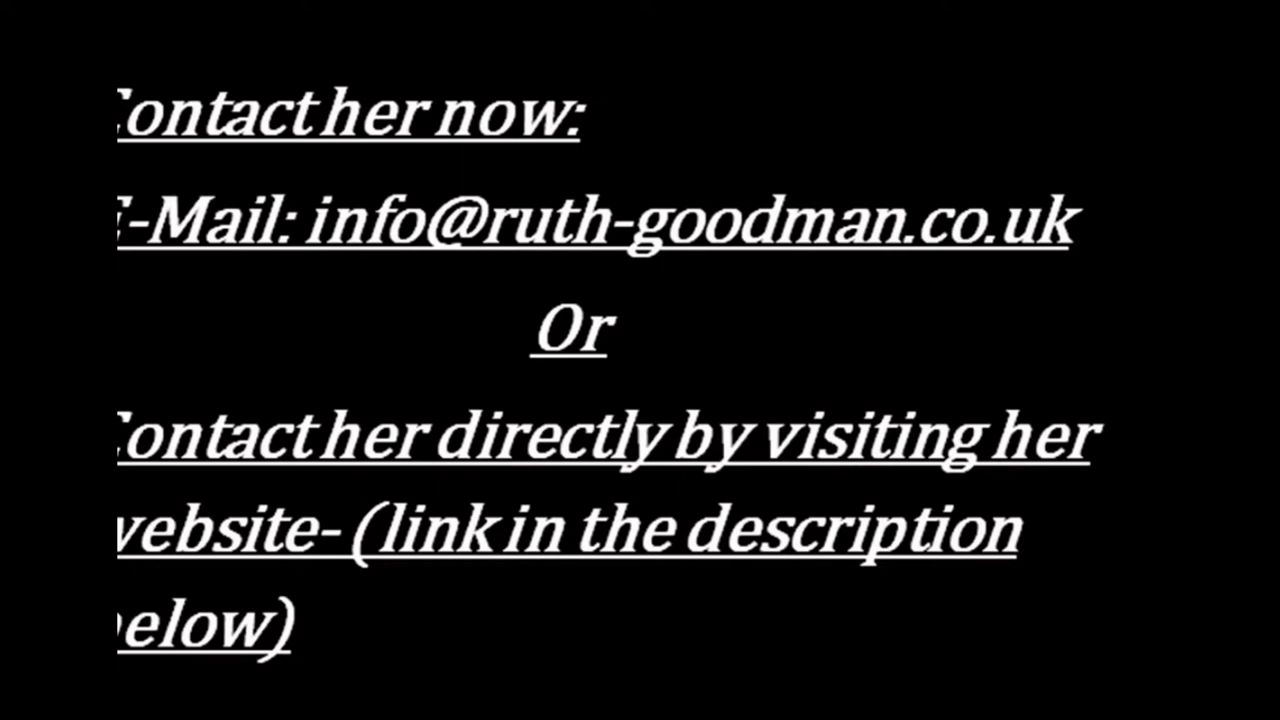 Contact her now:
E-Mail: info@ruth-goodman.co.uk
Or
Contact her directly by visiting her
website- (link in the description
below)